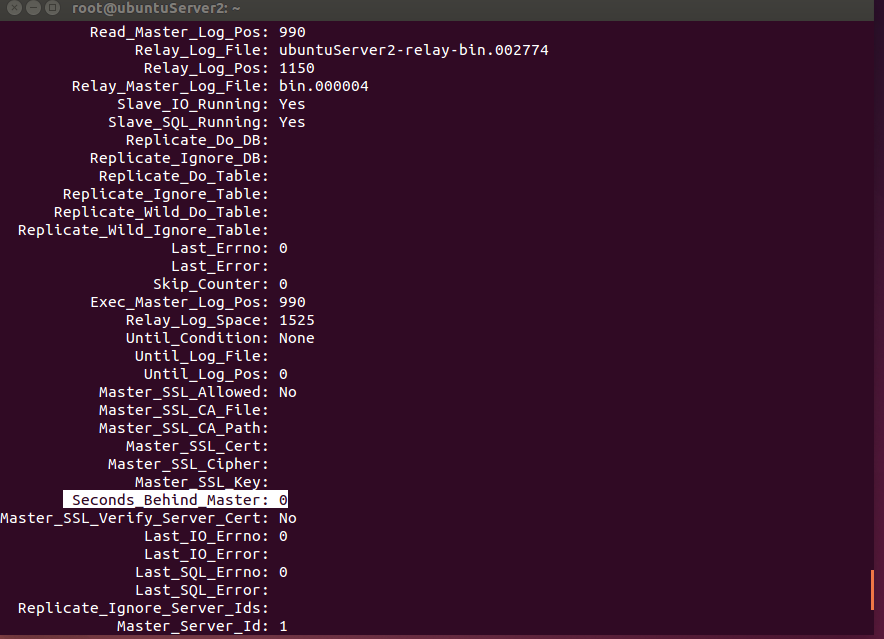 root@ubuntuServer2: ~
Read_Master_Log_Pos: 990
Relay_Log_File: ubuntuServer2-relay-bin.002774
Relay_Log_Pos: 1150
Relay_Master_Log_File: bin.000004
Slave_IO_Running: Yes
Slave_SQL_Running: Yes
Replicate_Do_DB:
Replicate_Ignore_DB:
Replicate_Do_Table:
Replicate_Ignore_Table:
Replicate_Wild_Do_Table:
Replicate_Wild_Ignore_Table:
Last_Errno: 0
Last_Error:
Skip_Counter: 0
Exec_Master_Log_Pos: 990
Relay_Log_Space: 1525
Until_Condition: None
Until_Log_File:
Until_Log_Pos: 0
Master_SSL_Allowed: No
Master_SSL_CA_File:
Master_SSL_CA_Path:
Master_SSL_Cert:
Master_SSL_Cipher:
Master_SSL_Key:
Seconds_Behind_Master: 0
Master_SSL_Verify_Server_Cert: No
Last_IO_Errno: 0
Last_IO_Error:
Last_SQL_Errno: 0
Last_SQL_Error:
Replicate_Ignore_Server_Ids:
Master_Server_Id: 1